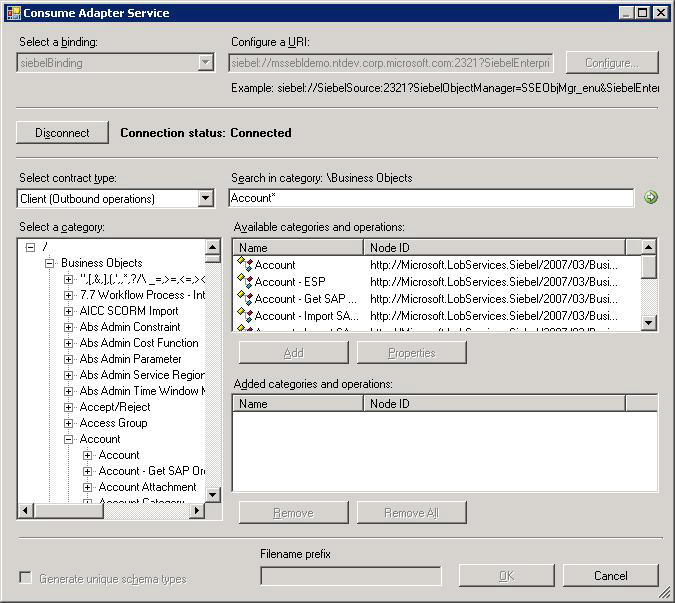 Consume Adapter Service
Select a binding:
Configure a URI:
siebelBinding
siebel://mssebldemo.ntdev.corp.microsoft.com:2321?SiebelEnterpri
Configure...
Example: siebel://SiebelSource:2321?SiebelObjectManager=SSEObjMgr_enu&SiebelEnter
Disconnect
Connection status: Connected
Select contract type:
Search in category: \Business Objects
Client (Outbound operations)
Account*
Select a category:
Available categories and operations:
/
Business Objects
7.7 Workflow Process - Int
AICC SCORM Import
Abs Admin Constraint
Abs Admin Cost Function
Abs Admin Parameter
Abs Admin Service Region
Abs Admin Time Window M
Accept/Reject
Access Group
Account
Account
Account - Get SAP Or
Account Attachment
Account Category
Name Node ID
Account http://Microsoft.LobServices.Siebel/2007/03/Busi...
Account - ESP http://Microsoft.LobServices.Siebel/2007/03/Busi...
Account - Get SAP ... http://Microsoft.LobServices.Siebel/2007/03/Busi...
Account - Import SA... http://Microsoft.LobServices.Siebel/2007/03/Busi...
Add
Properties
Added categories and operations:
Name Node ID
Remove
Remove All
Generate unique schema types
Filename prefix
OK
Cancel